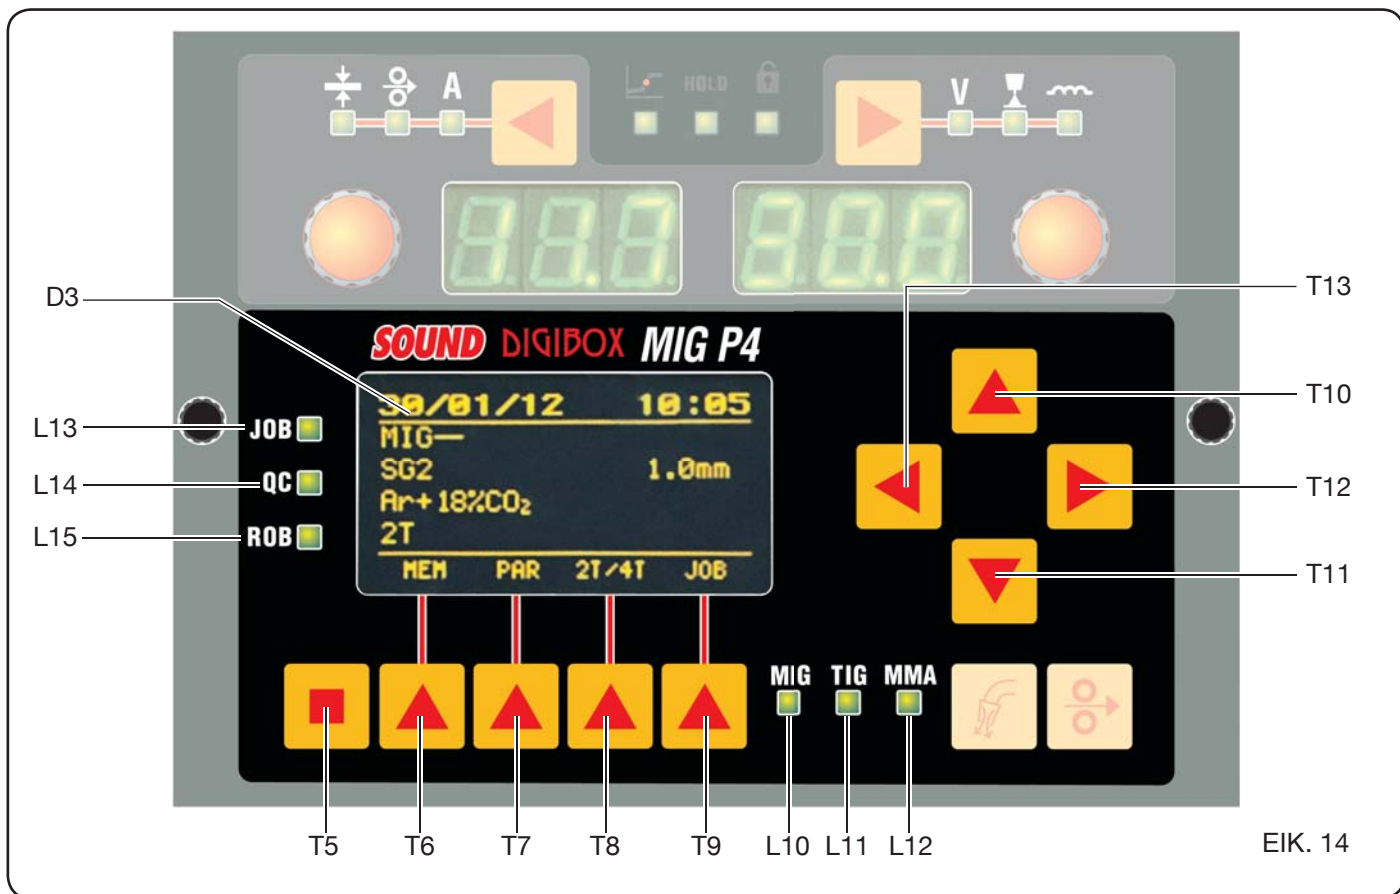 A
HOLD
V
SOUND DIGIBOX MIG P4
30/01/12 10:05
MIG
SG2 1.0mm
Ar+18%CO₂
2T
MEM PAR 2T/4T JOB
JOB
QC
ROB
MIG TIG MMA
D3
L13
L14
L15
T13
T10
T12
T11
T5 T6 T7 T8 T9 L10 L11 L12
ΕΙΚ. 14